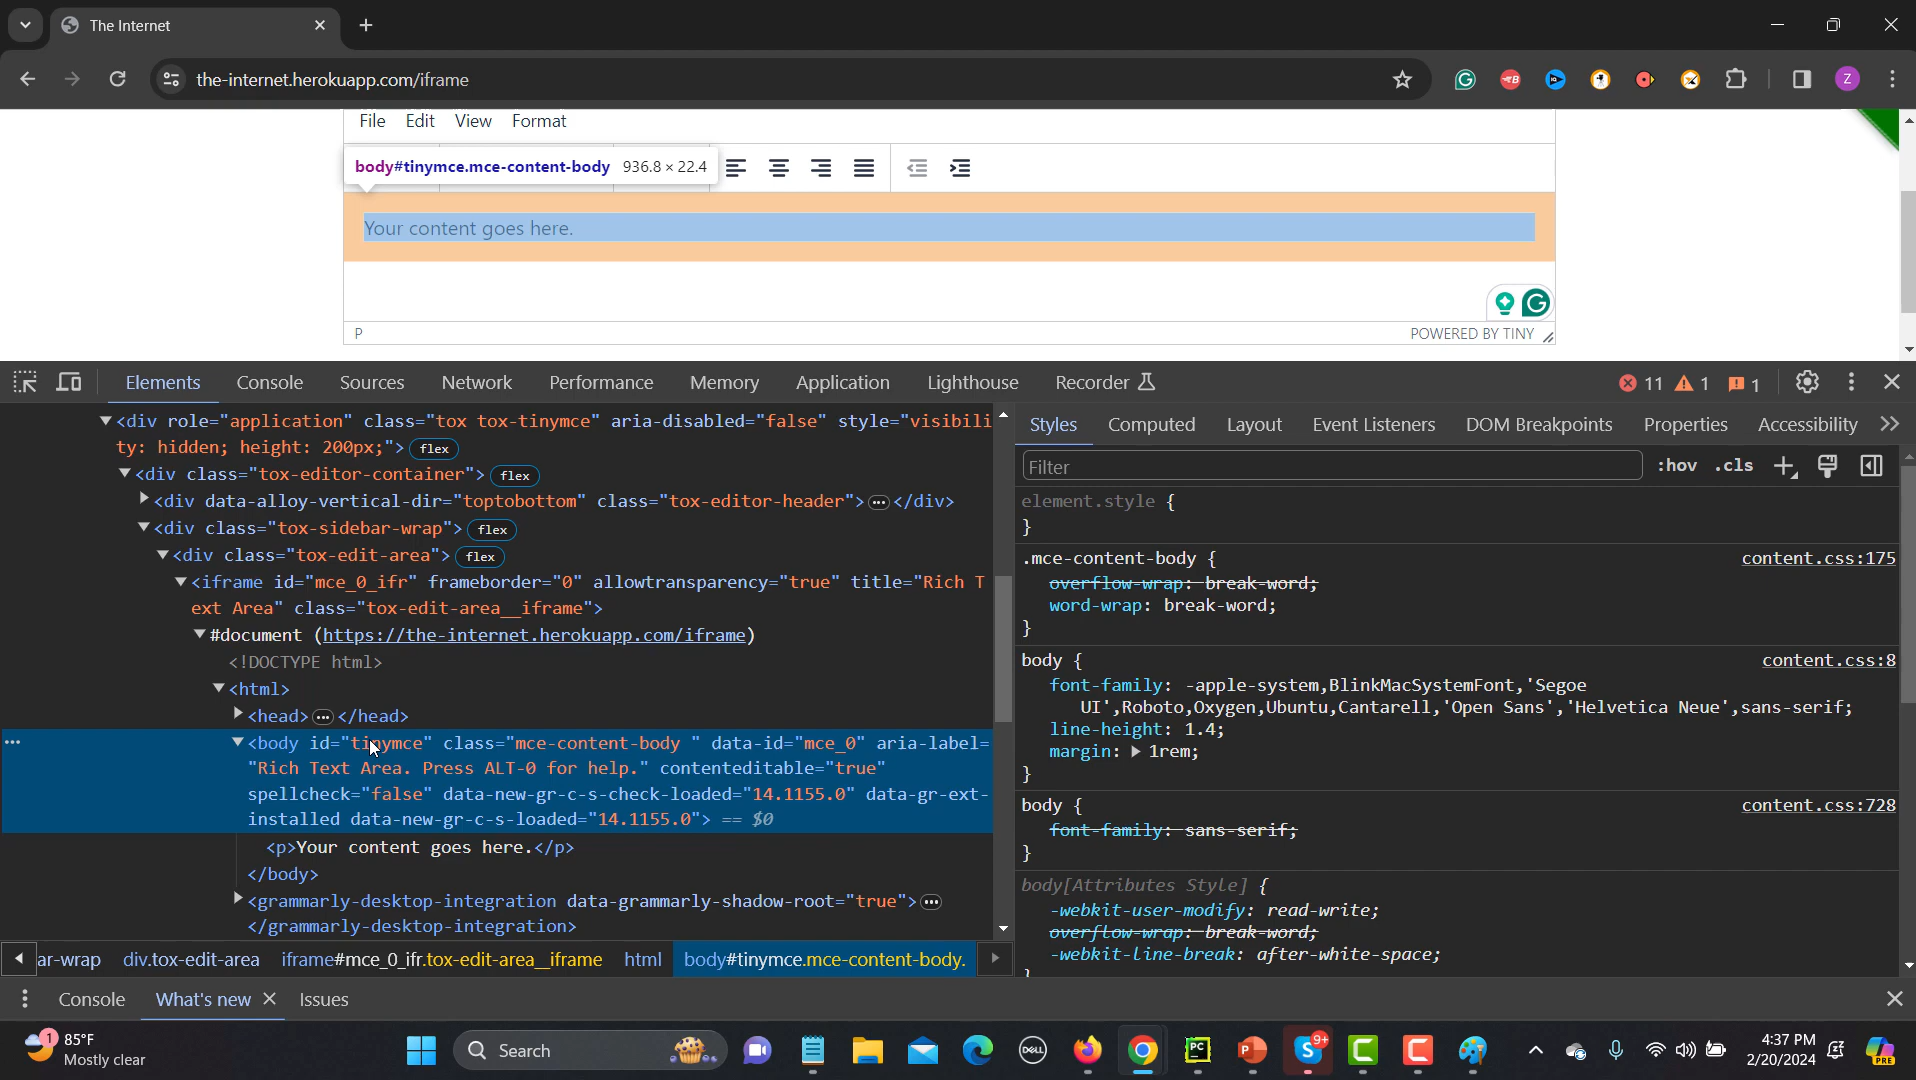 The Internet
the-internet.herokuapp.com/iframe
Z
File Edit View Format
body#tinymce.mce-content-body 936.8 × 22.4
Your content goes here.
P
POWERED BY TINY
Elements Console Sources Network Performance Memory Application Lighthouse Recorder 11 1 1
<div role="application" class="tox tox-tinymce" aria-disabled="false" style="visibili
ty: hidden; height: 200px;"> flex
<div class="tox-editor-container"> flex
<div data-alloy-vertical-dir="toptobottom" class="tox-editor-header"> … </div>
<div class="tox-sidebar-wrap"> flex
<div class="tox-edit-area"> flex
<iframe id="mce_0_ifr" frameborder="0" allowtransparency="true" title="Rich T
ext Area" class="tox-edit-area__iframe">
#document (https://the-internet.herokuapp.com/iframe)
<!DOCTYPE html>
<html>
<head> … </head>
<body id="tinymce" class="mce-content-body " data-id="mce_0" aria-label=
"Rich Text Area. Press ALT-0 for help." contenteditable="true"
spellcheck="false" data-new-gr-c-s-check-loaded="14.1155.0" data-gr-ext-
installed data-new-gr-c-s-loaded="14.1155.0"> == $0
<p>Your content goes here.</p>
</body>
<grammarly-desktop-integration data-grammarly-shadow-root="true"> …
</grammarly-desktop-integration>
ar-wrap div.tox-edit-area iframe#mce_0_ifr.tox-edit-area__iframe html body#tinymce.mce-content-body.
Styles Computed Layout Event Listeners DOM Breakpoints Properties Accessibility
Filter :hov .cls
element.style {
}
.mce-content-body { content.css:175
overflow-wrap: break-word;
word-wrap: break-word;
}
body { content.css:8
font-family: -apple-system,BlinkMacSystemFont,'Segoe
UI',Roboto,Oxygen,Ubuntu,Cantarell,'Open Sans','Helvetica Neue',sans-serif;
line-height: 1.4;
margin: 1rem;
}
body { content.css:728
font-family: sans-serif;
}
body[Attributes Style] {
-webkit-user-modify: read-write;
overflow-wrap: break-word;
-webkit-line-break: after-white-space;
}
Console What's new Issues
1
85°F
Mostly clear
Search
DELL
PC
P
S
9+
C
C
4:37 PM
2/20/2024
PRE